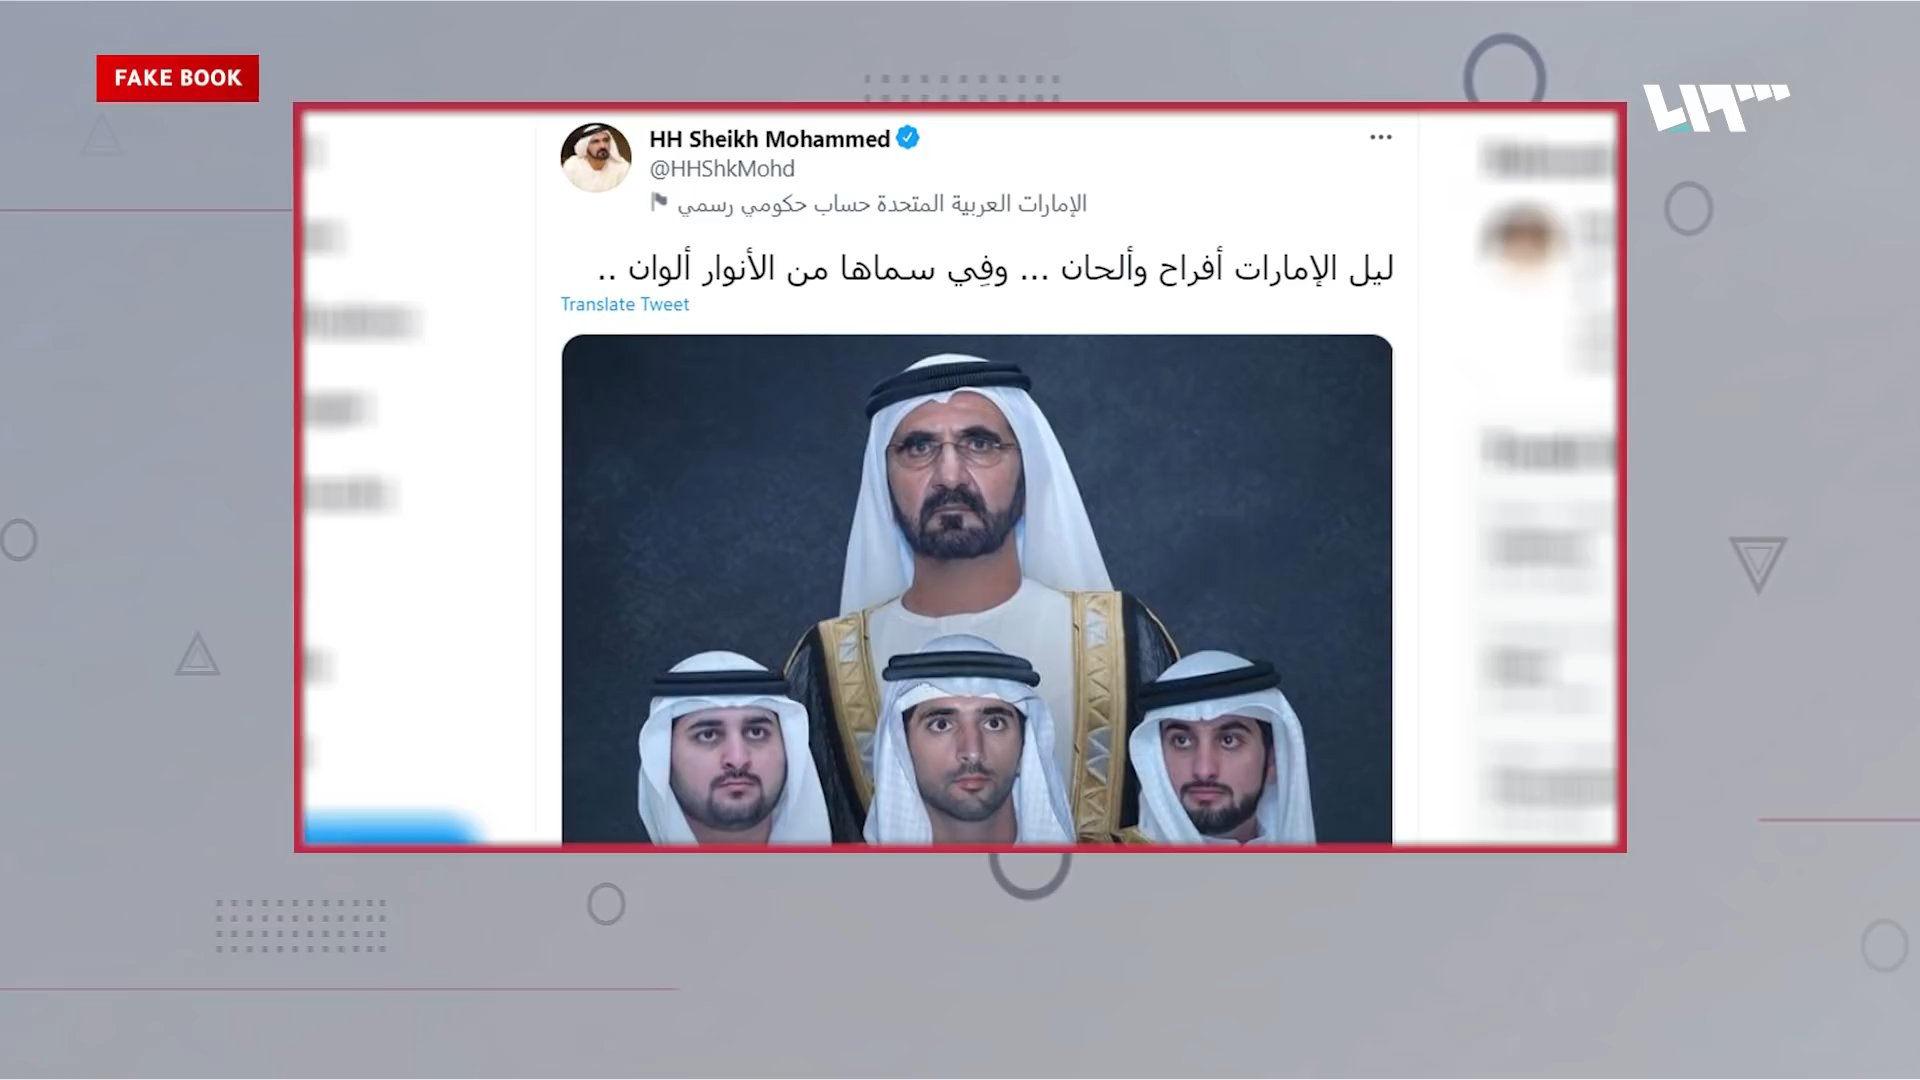 FAKE BOOK
HH Sheikh Mohammed
@HHShkMohd
الإمارات العربية المتحدة حساب حكومي رسمي
ليل الإمارات أفراح وألحان ... وفِي سماها من الأنوار ألوان ..
Translate Tweet